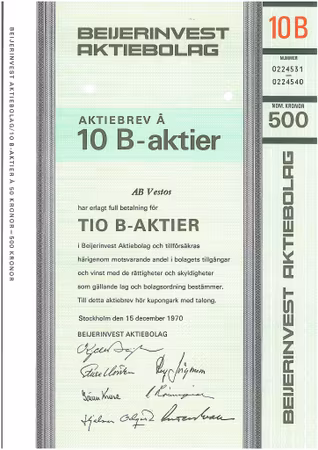 BEIJERINVEST
AKTIEBOLAG
10B
NUMMER
0224531
—
0224540
NOM. KRONOR
500
AKTIEBREV Å
10 B-aktier
AB Vestos
har erlagt full betalning för
TIO B-AKTIER
i Beijerinvest Aktiebolag och tillförsäkras
härigenom motsvarande andel i bolagets tillgångar
och vinst med de rättigheter och skyldigheter
som gällande lag och bolagsordning bestämmer.
Till detta aktiebrev hör kupongark med talong.
Stockholm den 15 december 1970
BEIJERINVEST AKTIEBOLAG
BEIJERINVEST AKTIEBOLAG
BEIJERINVEST AKTIEBOLAG/10 B-AKTIER Å 50 KRONOR=500 KRONOR